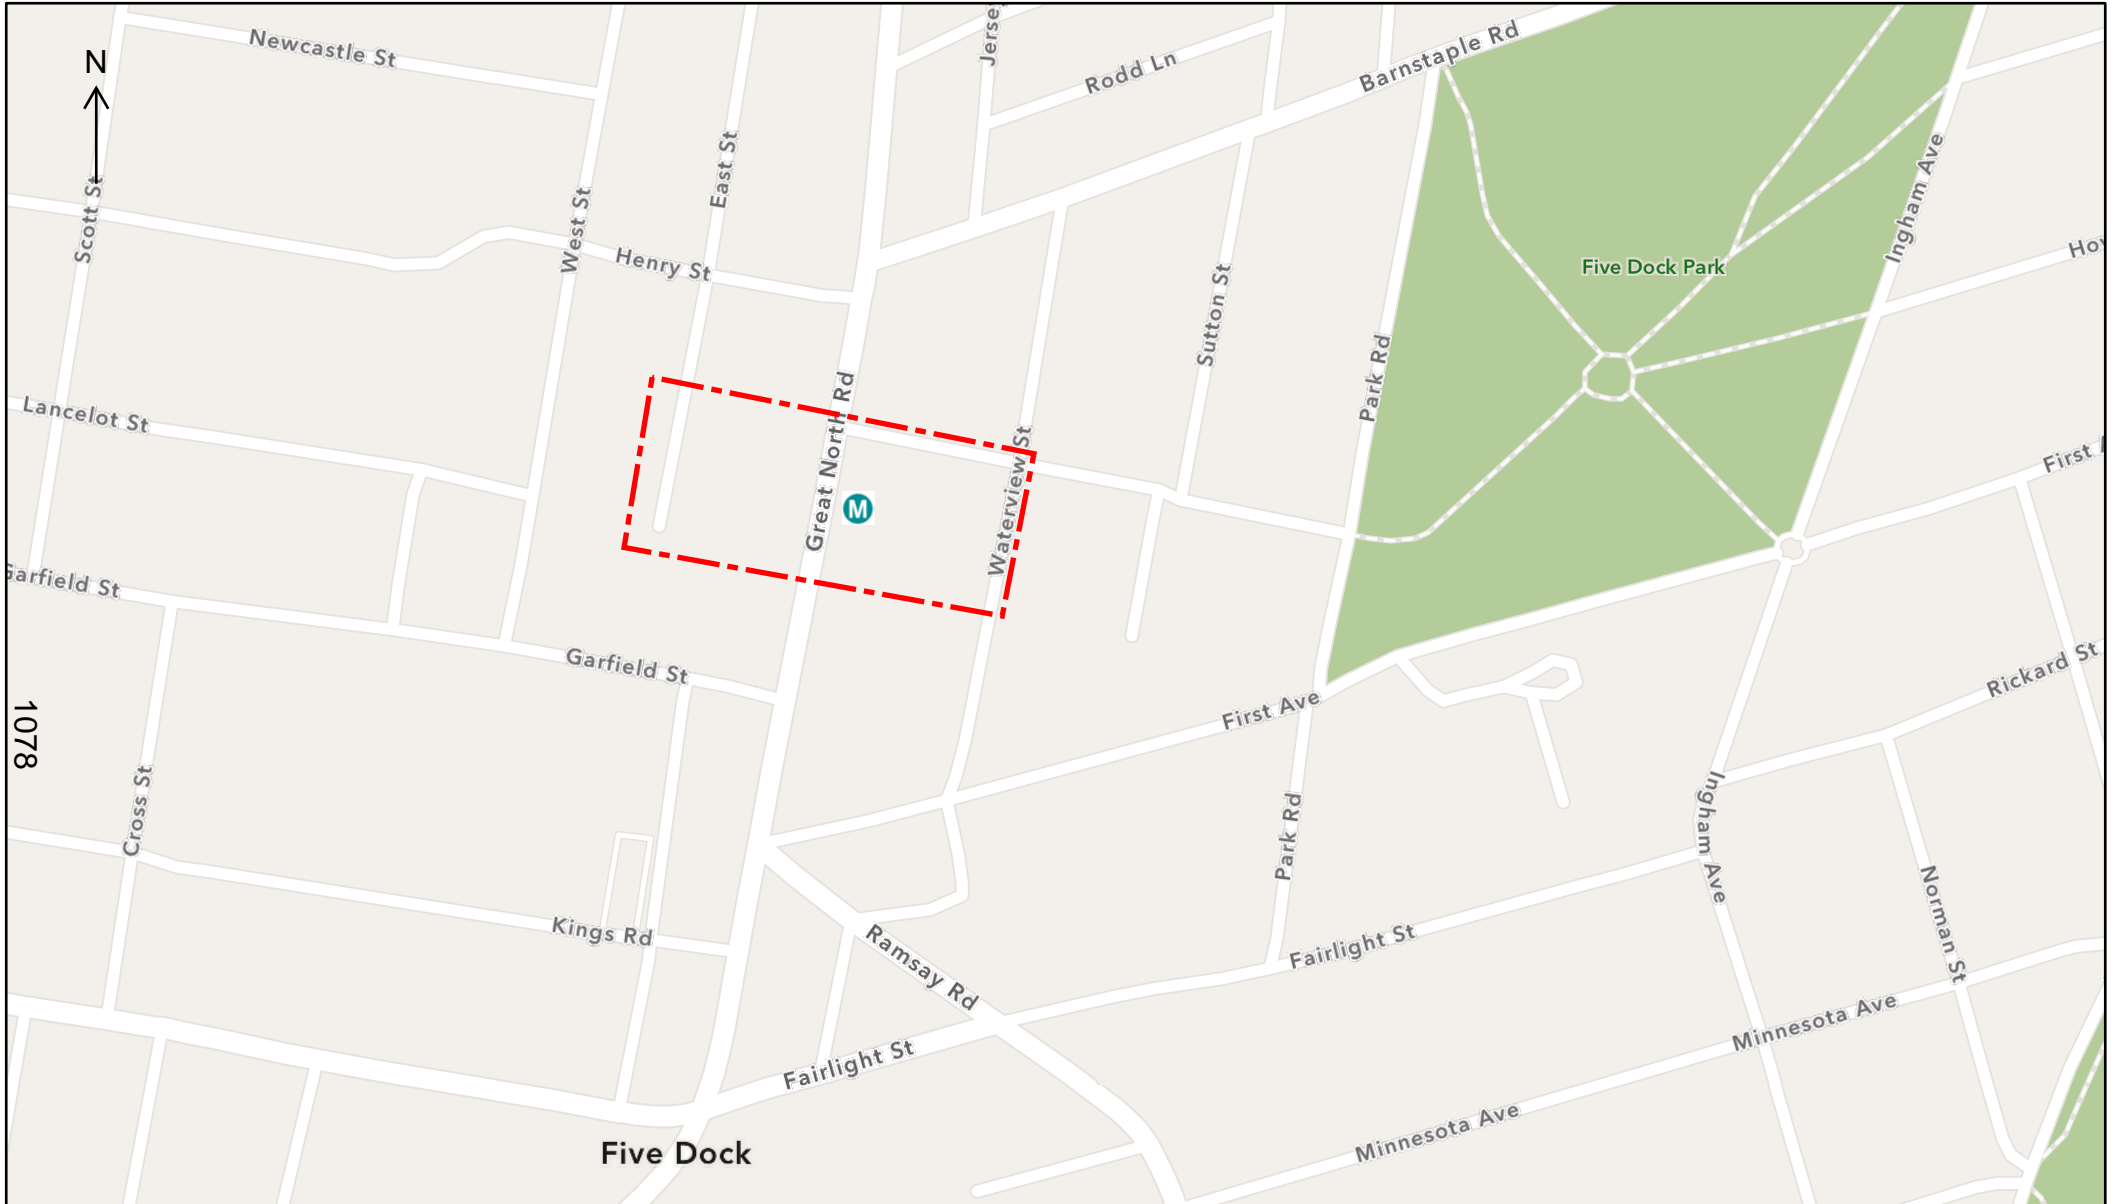 Newcastle St
N
Scott St
West St
East St
Henry St
Jersey
Rodd Ln
Barnstaple Rd
Ingham Ave
Five Dock Park
Sutton St
Park Rd
Lancelot St
Great North Rd
M
Waterview St
First
Garfield St
Garfield St
First Ave
Rickard St
1078
Cross St
Park Rd
Ingham Ave
Norman St
Kings Rd
Ramsay Rd
Fairlight St
Fairlight St
Minnesota Ave
Minnesota Ave
Five Dock